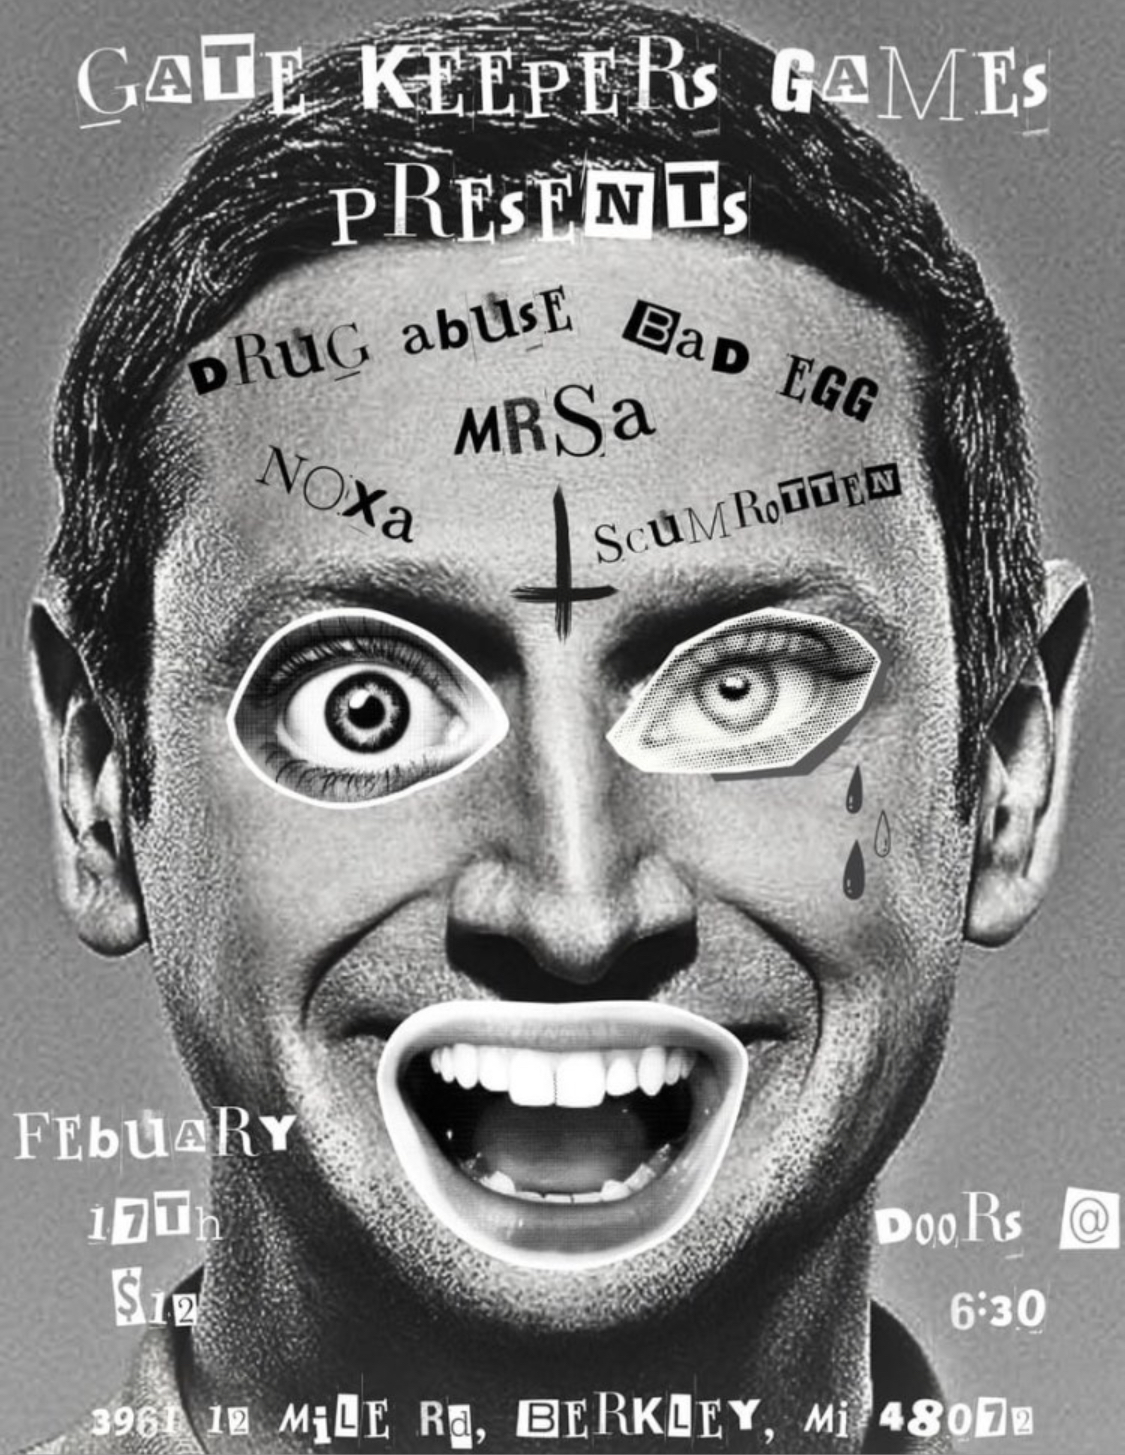 GATE KEEPERs GAMEs
PREsENTs
DRuG abusE BaD EGG
MRSa
NOxa ScuMRoTTEN
FEbuARY
17Th
$12
DooRs @
6:30
3961 12 MiLE Rd, BERKLEY, Mi 48072